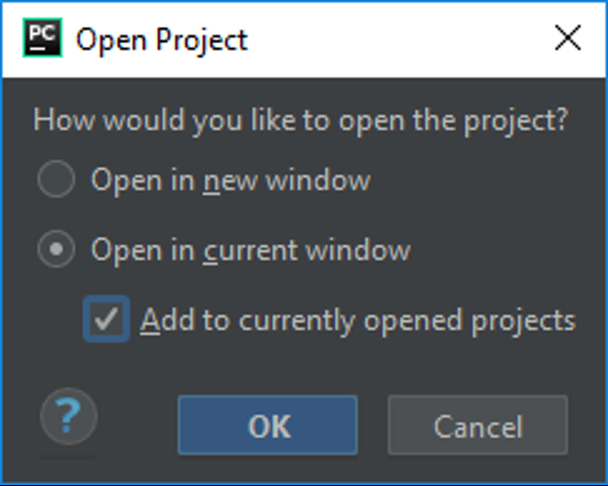 PC Open Project
How would you like to open the project?
Open in new window
Open in current window
Add to currently opened projects
? OK Cancel